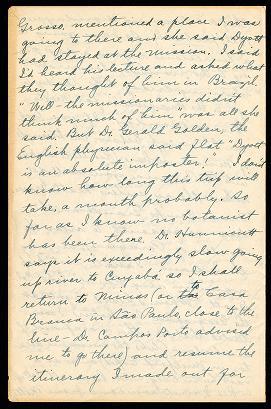 Grosso, mentioned a place I was
going to there and she said Dyott
had stayed at the mission. I said
I'd heard his lecture and asked what
they thought of him in Brazil.
"Well - the missionaries didn't
think much of him" was all she
said. But Dr. Gerald Golden, the
English physician said flat "Dyott
is an absolute imposter." I don't
know how long this trip will
take, a month probably. So
far as I know no botanist
has been there. Dr.
says it is exceedingly slow going
up river to Cuyabá so I shall
return to Minas (or to Casa
Branca in São Paulo, close to the
line - Dr. Campos Porto advised
me to go there) and resume the
itinerary I made out for